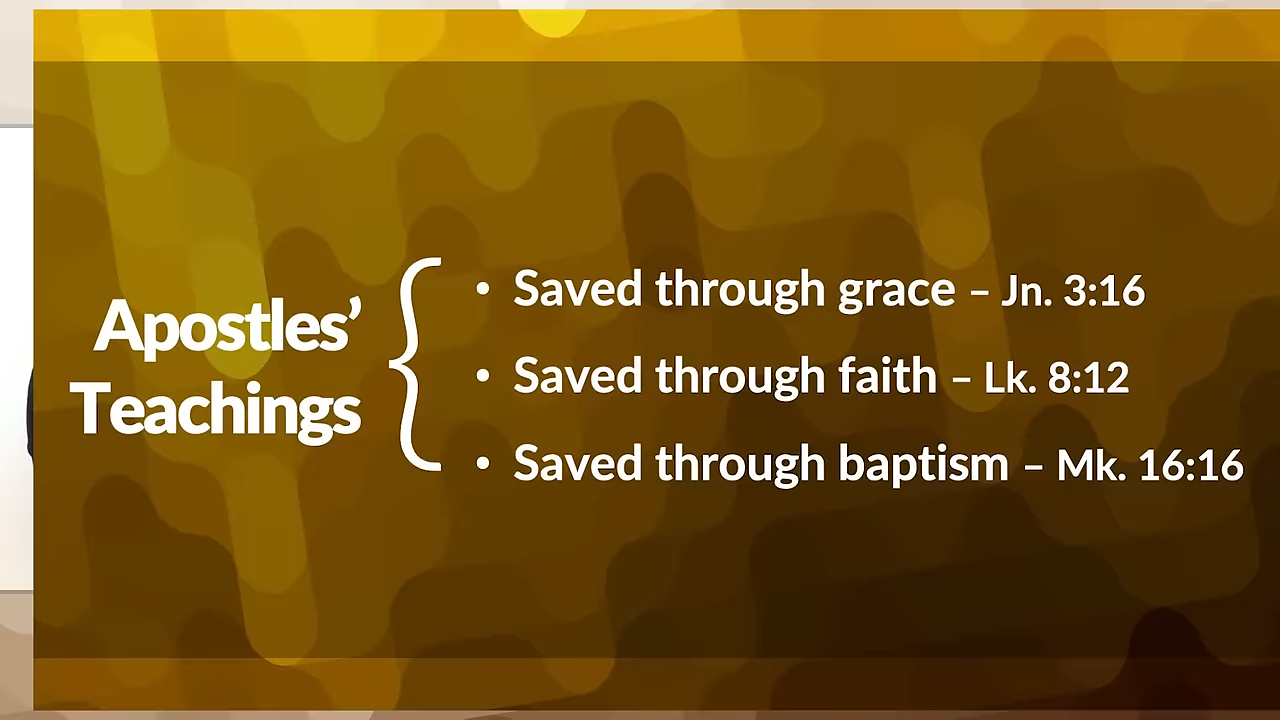 Apostles’
Teachings
• Saved through grace – Jn. 3:16
• Saved through faith – Lk. 8:12
• Saved through baptism – Mk. 16:16